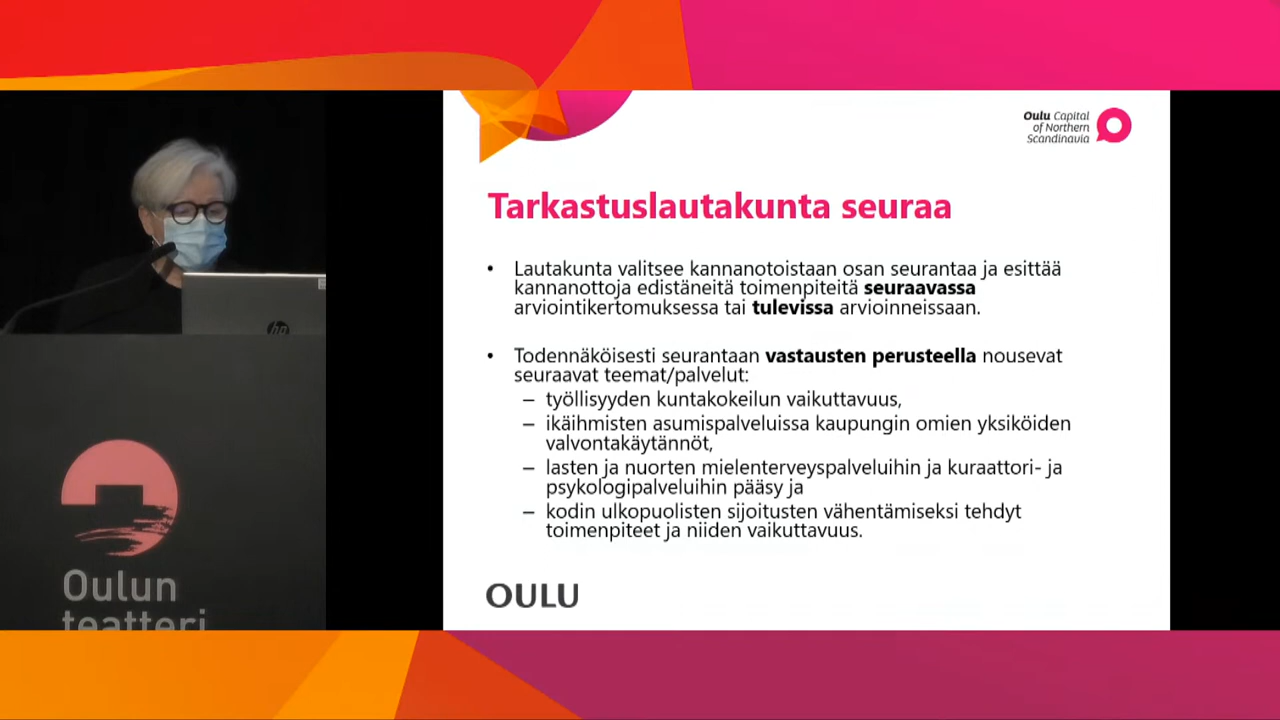 Oulu Capital
of Northern
Scandinavia
Tarkastuslautakunta seuraa
• Lautakunta valitsee kannanotoistaan osan seurantaa ja esittää
kannanottoja edistäneitä toimenpiteitä seuraavassa
arviointikertomuksessa tai tulevissa arvioinneissaan.
• Todennäköisesti seurantaan vastausten perusteella nousevat
seuraavat teemat/palvelut:
– työllisyyden kuntakokeilun vaikuttavuus,
– ikäihmisten asumispalveluissa kaupungin omien yksiköiden
valvontakäytännöt,
– lasten ja nuorten mielenterveyspalveluihin ja kuraattori- ja
psykologipalveluihin pääsy ja
– kodin ulkopuolisten sijoitusten vähentämiseksi tehdyt
toimenpiteet ja niiden vaikuttavuus.
OULU
hp
Oulun
teatteri